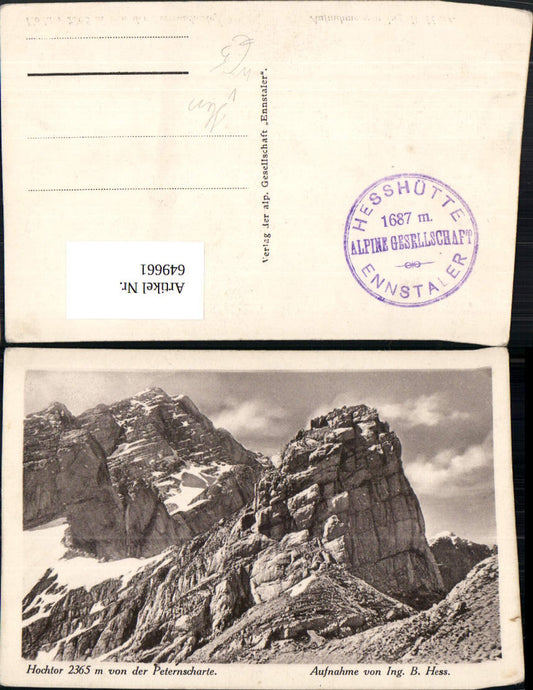 HESSHÜTTE
1687 m.
ALPINE GESELLSCHAFT
ENNSTALER
Verlag der alp. Gesellschaft „Ennstaler“.
Artikel Nr.
649661
Hochtor 2365 m von der Peternscharte. Aufnahme von Ing. B. Hess.